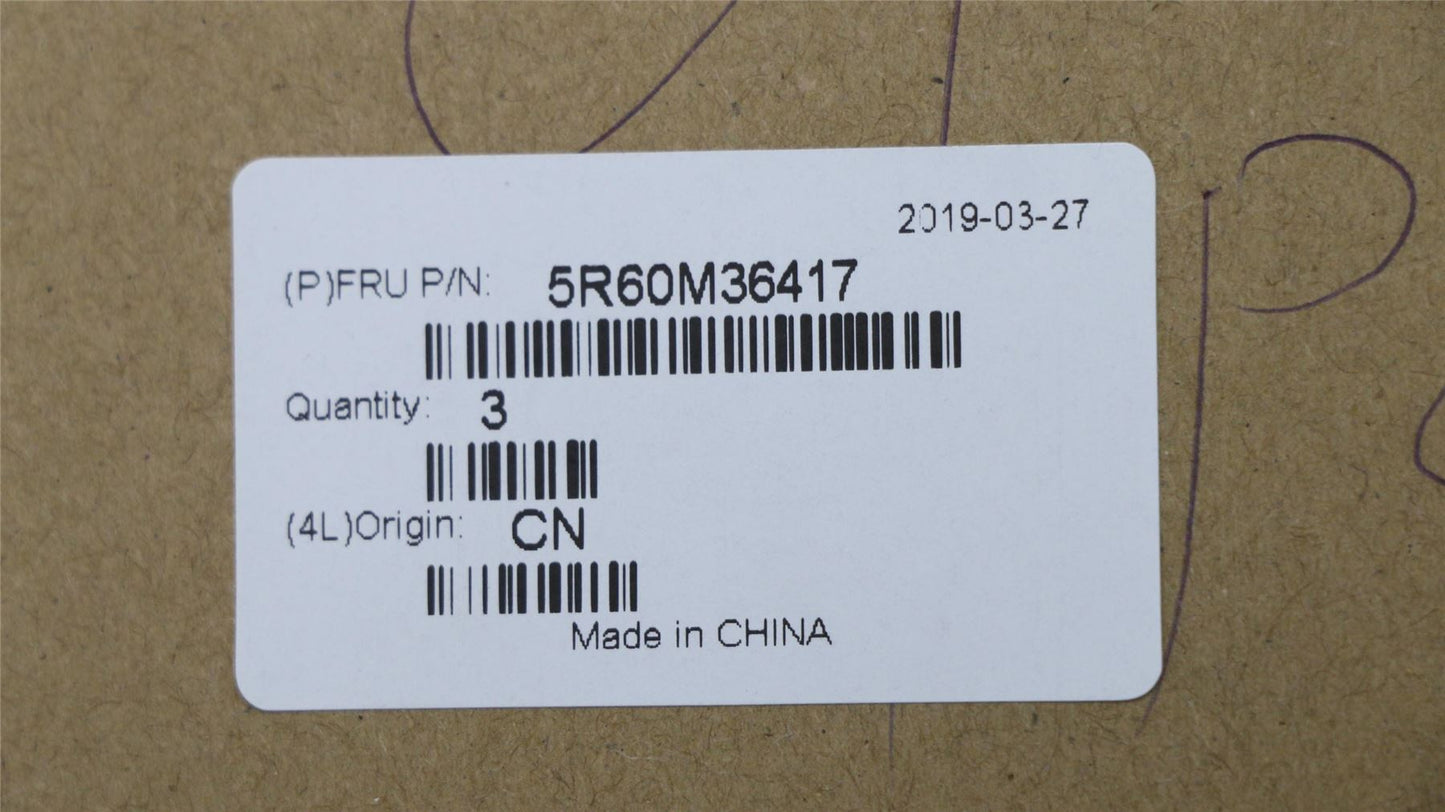 2019-03-27
(P)FRU P/N: 5R60M36417
Quantity: 3
(4L)Origin: CN
Made in CHINA